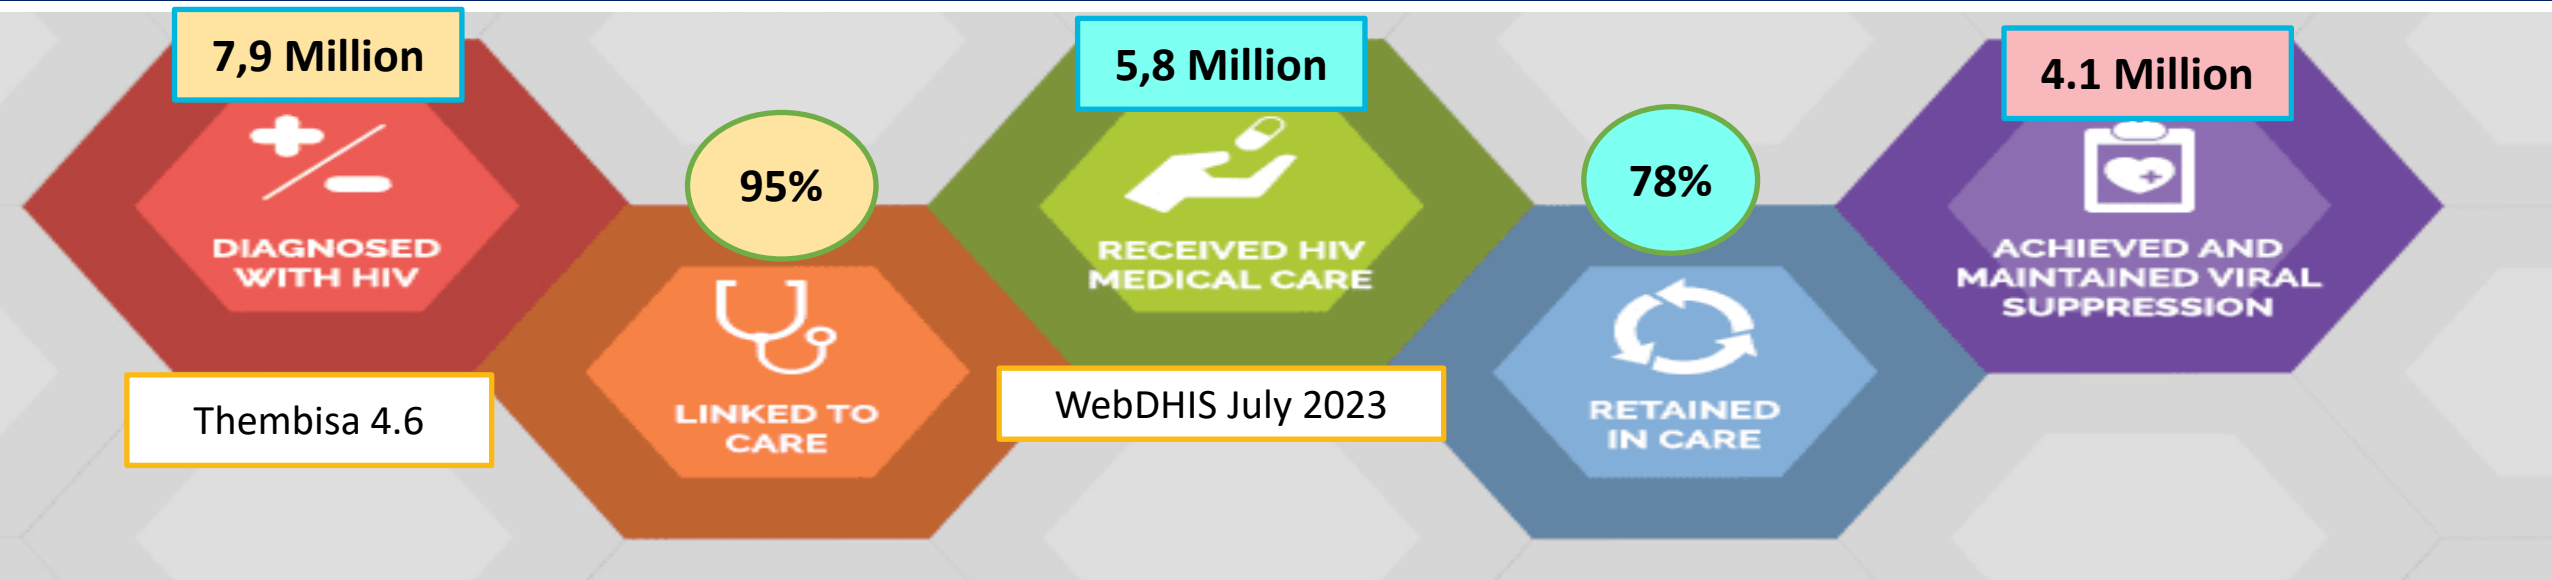 7,9 Million
DIAGNOSED
WITH HIV
Thembisa 4.6
95%
LINKED TO
CARE
5,8 Million
RECEIVED HIV
MEDICAL CARE
WebDHIS July 2023
78%
RETAINED
IN CARE
4.1 Million
ACHIEVED AND
MAINTAINED VIRAL
SUPPRESSION